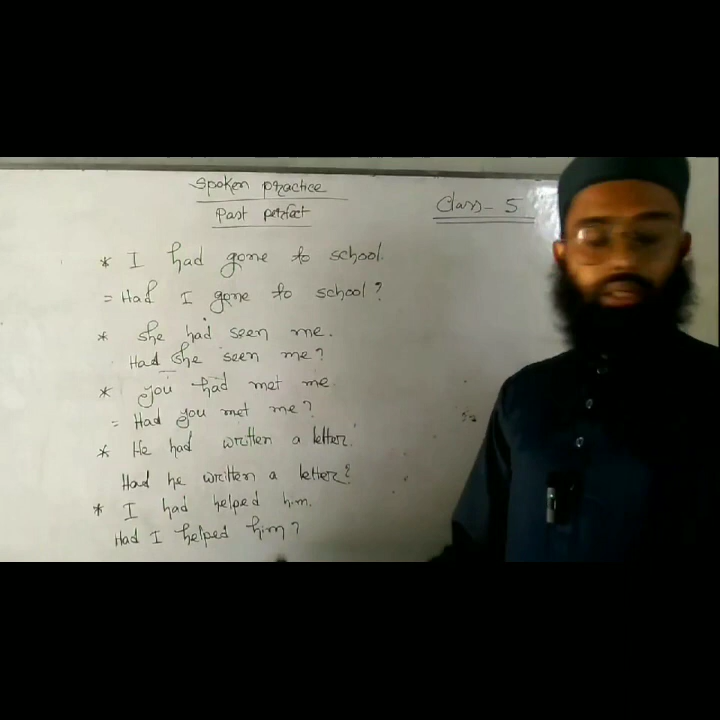 Spoken practice
Past perfect
Class- 5
* I had gone to school.
= Had I gone to school?
* She had seen me.
Had she seen me?
* You had met me.
= Had you met me?
* He had written a letter.
Had he written a letter?
* I had helped him.
Had I helped him?